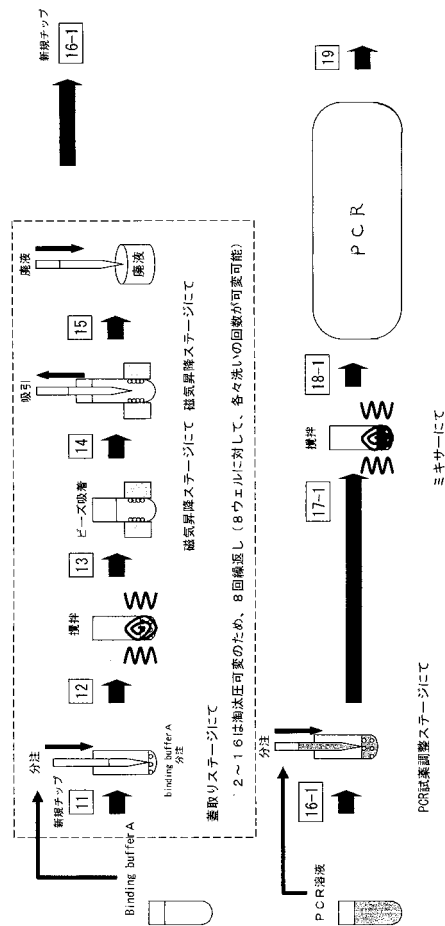 Binding buffer A
新規チップ
11
分注
binding buffer A
分注
蓋取りステージにて
12
攪拌
13
ビーズ吸着
磁気昇降ステージにて
14
吸引
磁気昇降ステージにて
15
廃液
廃液
新規チップ
16-1
2～16は淘汰圧可変のため、8回繰返し（8ウェルに対して、各々洗いの回数が可変可能）
PCR溶液
16-1
分注
PCR試薬調整ステージにて
17-1
攪拌
ミキサーにて
18-1
PCR
19